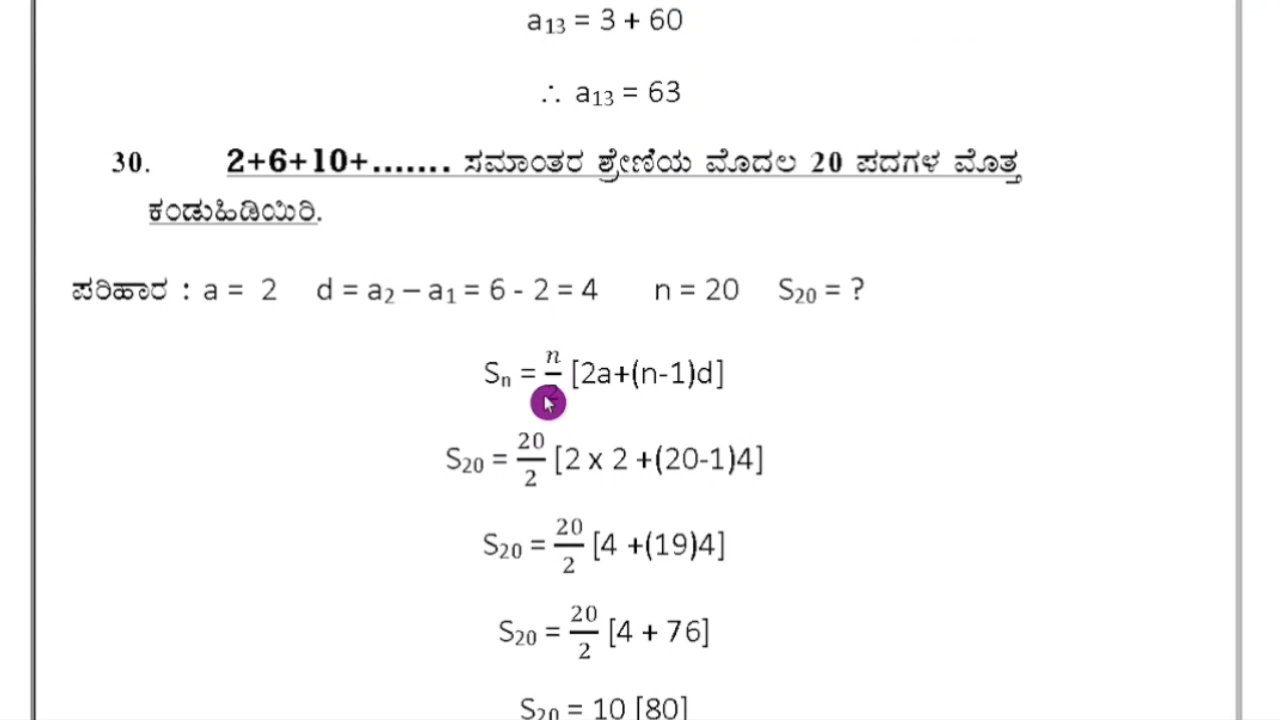 a₁₃ = 3 + 60
∴ a₁₃ = 63
30. 2+6+10+....... ಸಮಾಂತರ ಶ್ರೇಣಿಯ ಮೊದಲ 20 ಪದಗಳ ಮೊತ್ತ
ಕಂಡುಹಿಡಿಯಿರಿ.
ಪರಿಹಾರ : a = 2 d = a₂ – a₁ = 6 - 2 = 4 n = 20 S₂₀ = ?
Sₙ = n/2 [2a+(n-1)d]
S₂₀ = 20/2 [2 x 2 +(20-1)4]
S₂₀ = 20/2 [4 +(19)4]
S₂₀ = 20/2 [4 + 76]
S₂₀ = 10 [80]